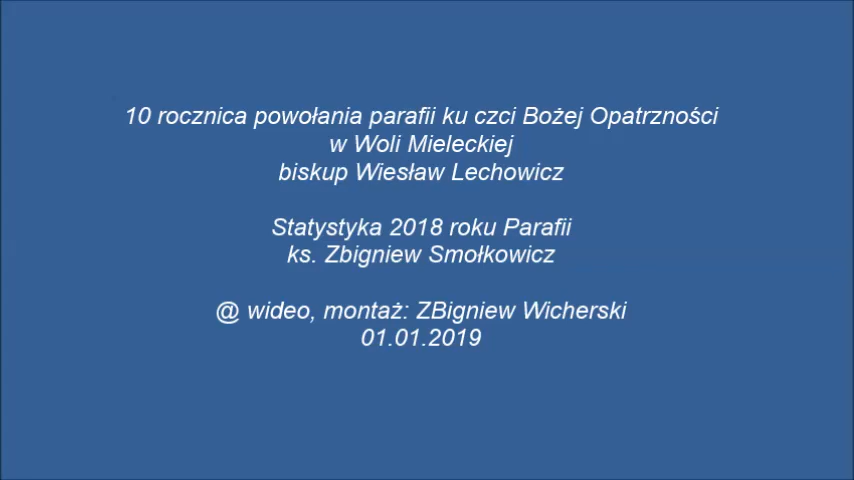 10 rocznica powołania parafii ku czci Bożej Opatrzności
w Woli Mieleckiej
biskup Wiesław Lechowicz
Statystyka 2018 roku Parafii
ks. Zbigniew Smołkowicz
@ wideo, montaż: ZBigniew Wicherski
01.01.2019